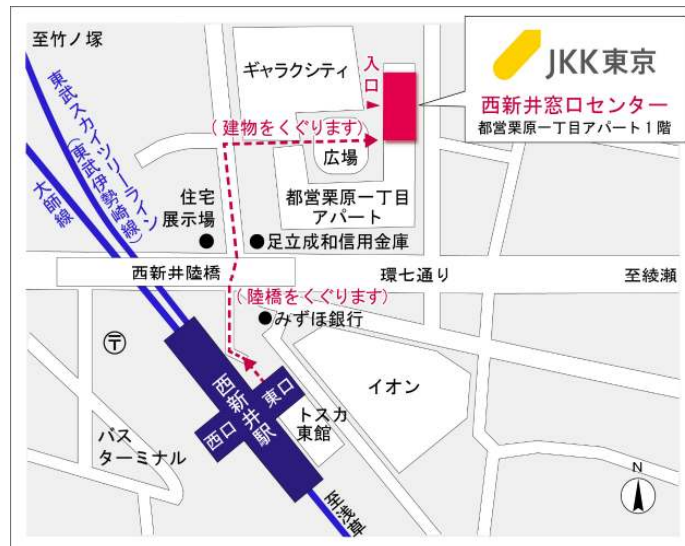 至竹ノ塚
東武スカイツリーライン
(東武伊勢崎線)
大師線
ギャラクシティ
入口
JKK東京
西新井窓口センター
都営栗原一丁目アパート1階
(建物をくぐります)
広場
住宅
展示場
都営栗原一丁目
アパート
足立成和信用金庫
西新井陸橋
環七通り
至綾瀬
(陸橋をくぐります)
みずほ銀行
〒
西新井駅
東口
西口
イオン
トスカ
東館
バス
ターミナル
至浅草
N